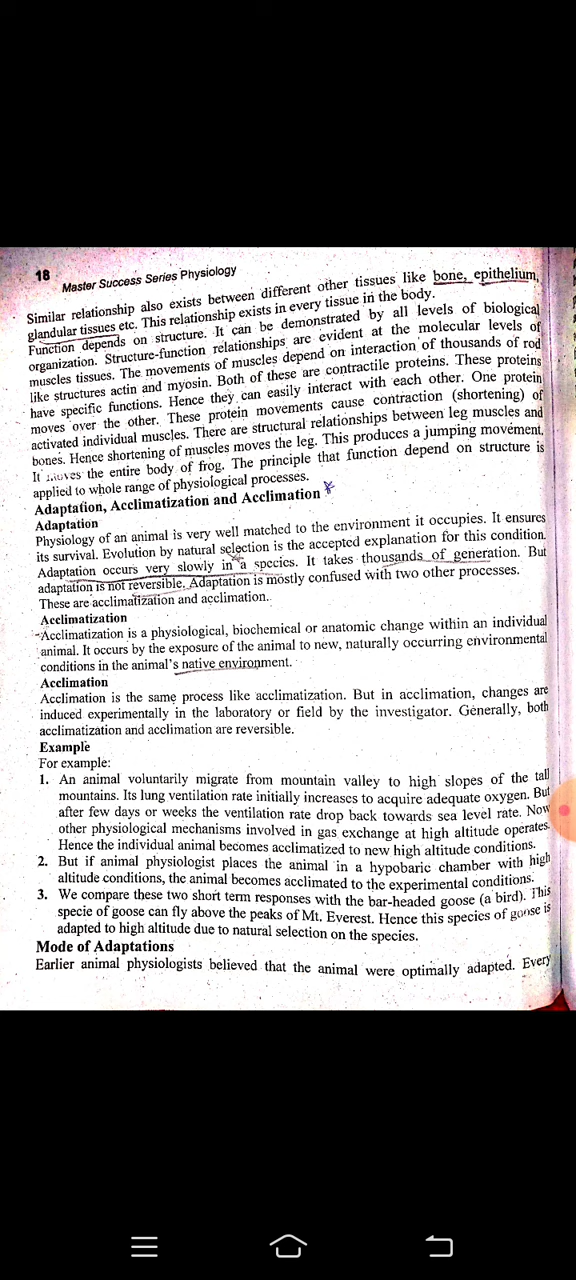 18 Master Success Series Physiology
Similar relationship also exists between different other tissues like bone, epithelium,
glandular tissues etc. This relationship exists in every tissue in the body.
Function depends on structure. It can be demonstrated by all levels of biological
organization. Structure-function relationships are evident at the molecular levels of
muscles tissues. The movements of muscles depend on interaction of thousands of rod
like structures actin and myosin. Both of these are contractile proteins. These proteins
have specific functions. Hence they can easily interact with each other. One protein
moves over the other. These protein movements cause contraction (shortening) of
activated individual muscles. There are structural relationships between leg muscles and
bones. Hence shortening of muscles moves the leg. This produces a jumping movement.
It moves the entire body of frog. The principle that function depend on structure is
applied to whole range of physiological processes.
Adaptation, Acclimatization and Acclimation
Adaptation
Physiology of an animal is very well matched to the environment it occupies. It ensures
its survival. Evolution by natural selection is the accepted explanation for this condition.
Adaptation occurs very slowly in a species. It takes thousands of generation. But
adaptation is not reversible. Adaptation is mostly confused with two other processes.
These are acclimatization and acclimation.
Acclimatization
Acclimatization is a physiological, biochemical or anatomic change within an individual
animal. It occurs by the exposure of the animal to new, naturally occurring environmental
conditions in the animal's native environment.
Acclimation
Acclimation is the same process like acclimatization. But in acclimation, changes are
induced experimentally in the laboratory or field by the investigator. Generally, both
acclimatization and acclimation are reversible.
Example
For example:
1. An animal voluntarily migrate from mountain valley to high slopes of the tall
mountains. Its lung ventilation rate initially increases to acquire adequate oxygen. But
after few days or weeks the ventilation rate drop back towards sea level rate. Now
other physiological mechanisms involved in gas exchange at high altitude operates.
Hence the individual animal becomes acclimatized to new high altitude conditions.
2. But if animal physiologist places the animal in a hypobaric chamber with high
altitude conditions, the animal becomes acclimated to the experimental conditions.
3. We compare these two short term responses with the bar-headed goose (a bird). This
specie of goose can fly above the peaks of Mt. Everest. Hence this species of goose is
adapted to high altitude due to natural selection on the species.
Mode of Adaptations
Earlier animal physiologists believed that the animal were optimally adapted. Every